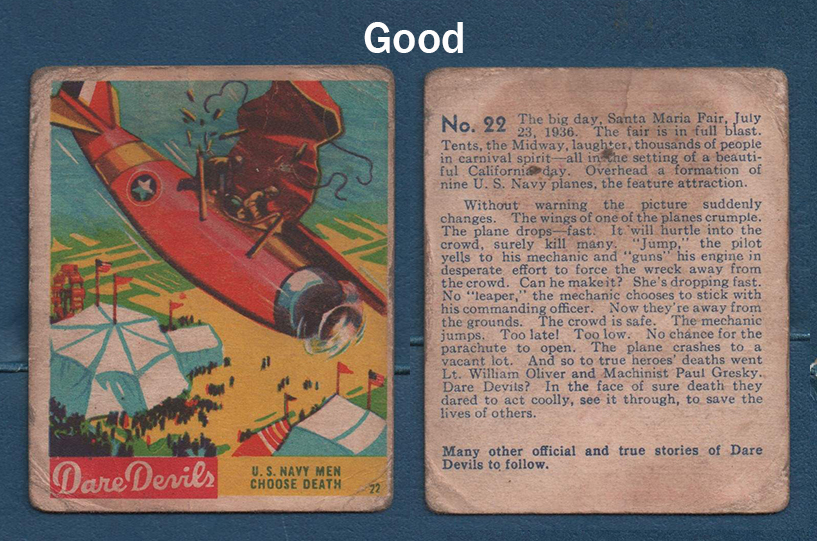 Good
Dare Devils
U. S. NAVY MEN
CHOOSE DEATH
22
No. 22 The big day, Santa Maria Fair, July
23, 1936. The fair is in full blast.
Tents, the Midway, laughter, thousands of people
in carnival spirit—all in the setting of a beauti-
ful California day. Overhead a formation of
nine U. S. Navy planes, the feature attraction.
Without warning the picture suddenly
changes. The wings of one of the planes crumple.
The plane drops—fast. It will hurtle into the
crowd, surely kill many. "Jump," the pilot
yells to his mechanic and "guns" his engine in
desperate effort to force the wreck away from
the crowd. Can he make it? She's dropping fast.
No "leaper," the mechanic chooses to stick with
his commanding officer. Now they're away from
the grounds. The crowd is safe. The mechanic
jumps. Too late! Too low. No chance for the
parachute to open. The plane crashes to a
vacant lot. And so to true heroes' deaths went
Lt. William Oliver and Machinist Paul Gresky.
Dare Devils? In the face of sure death they
dared to act coolly, see it through, to save the
lives of others.
Many other official and true stories of Dare
Devils to follow.